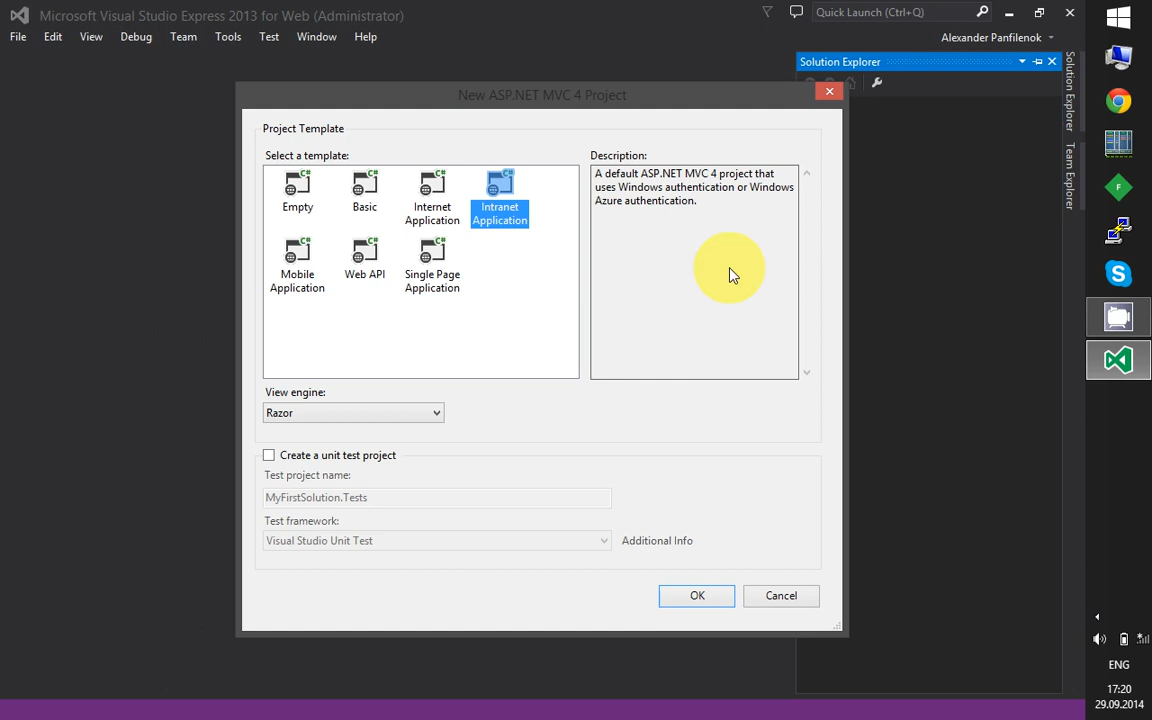 Microsoft Visual Studio Express 2013 for Web (Administrator)
Quick Launch (Ctrl+Q)
File Edit View Debug Team Tools Test Window Help
Alexander Panfilenok
Solution Explorer
Solution Explorer
Team Explorer
New ASP.NET MVC 4 Project
Project Template
Select a template:
Description:
Empty
Basic
Internet
Application
Intranet
Application
Mobile
Application
Web API
Single Page
Application
A default ASP.NET MVC 4 project that
uses Windows authentication or Windows
Azure authentication.
View engine:
Razor
Create a unit test project
Test project name:
MyFirstSolution.Tests
Test framework:
Visual Studio Unit Test
Additional Info
OK
Cancel
ENG
17:20
29.09.2014